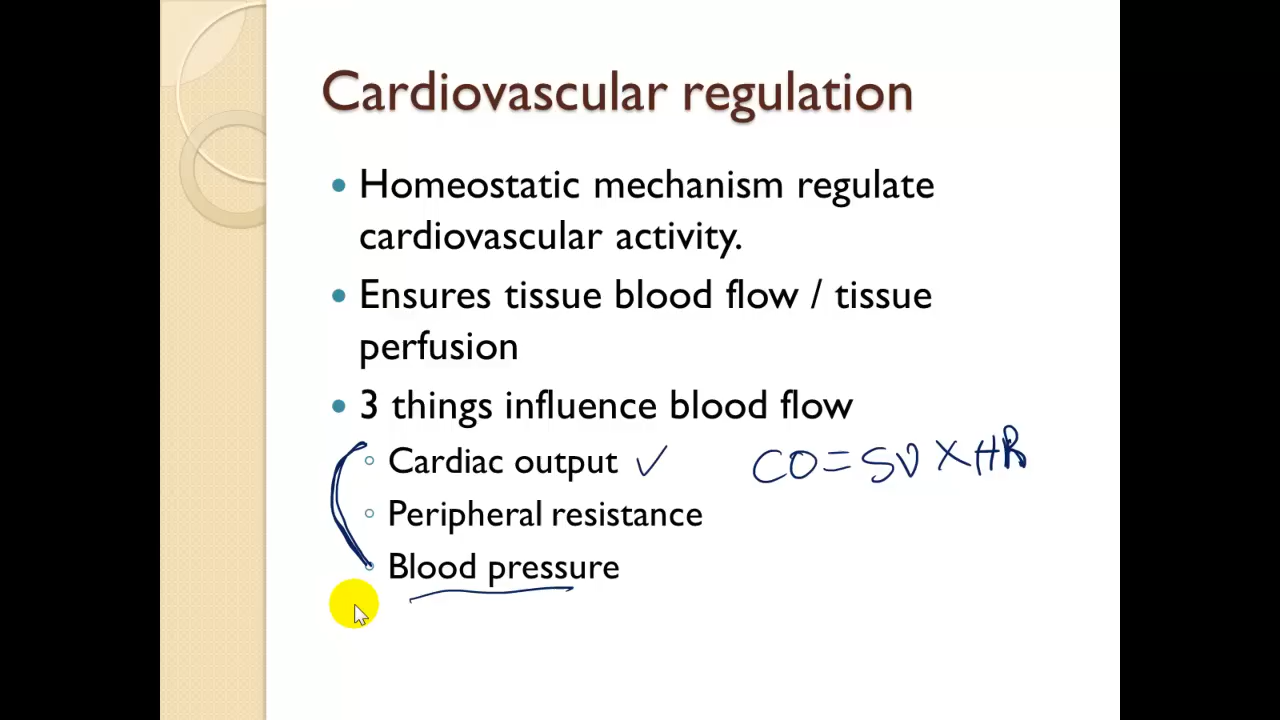 Cardiovascular regulation
• Homeostatic mechanism regulate
cardiovascular activity.
• Ensures tissue blood flow / tissue
perfusion
• 3 things influence blood flow
◦ Cardiac output ✓ CO = SV X HR
◦ Peripheral resistance
◦ Blood pressure